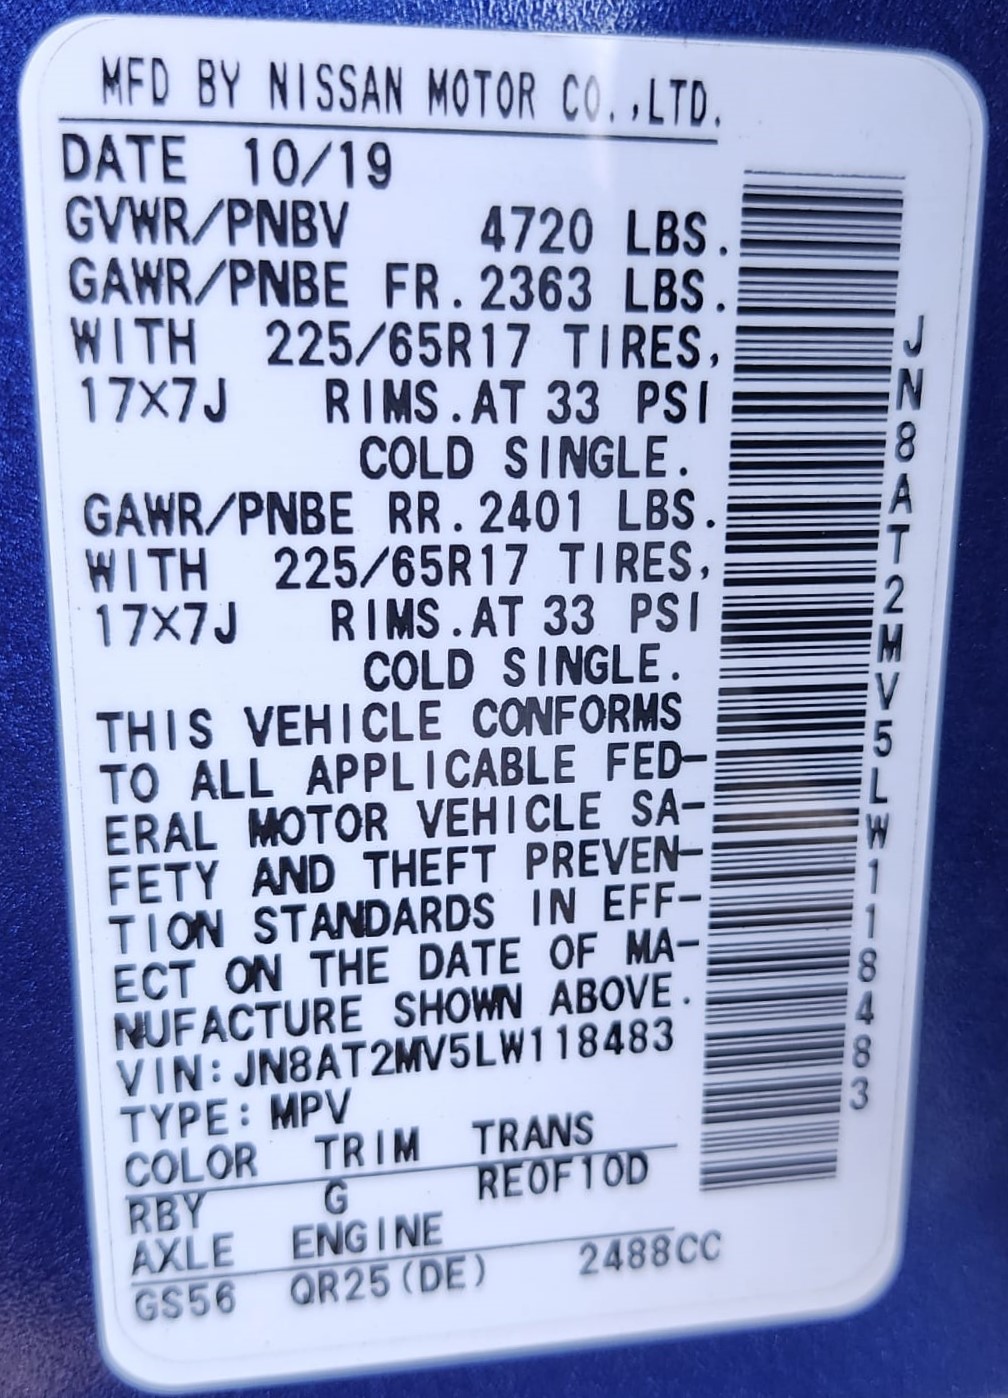 MFD BY NISSAN MOTOR CO.,LTD.
DATE 10/19
GVWR/PNBV 4720 LBS.
GAWR/PNBE FR. 2363 LBS.
WITH 225/65R17 TIRES,
17X7J RIMS.AT 33 PSI
COLD SINGLE.
GAWR/PNBE RR. 2401 LBS.
WITH 225/65R17 TIRES,
17X7J RIMS.AT 33 PSI
COLD SINGLE.
THIS VEHICLE CONFORMS
TO ALL APPLICABLE FED-
ERAL MOTOR VEHICLE SA-
FETY AND THEFT PREVEN-
TION STANDARDS IN EFF-
ECT ON THE DATE OF MA-
NUFACTURE SHOWN ABOVE.
VIN: JN8AT2MV5LW118483
TYPE: MPV
COLOR TRIM TRANS
RBY G RE0F10D
AXLE ENGINE
GS56 QR25(DE) 2488CC
JN8AT2MV5LW118483